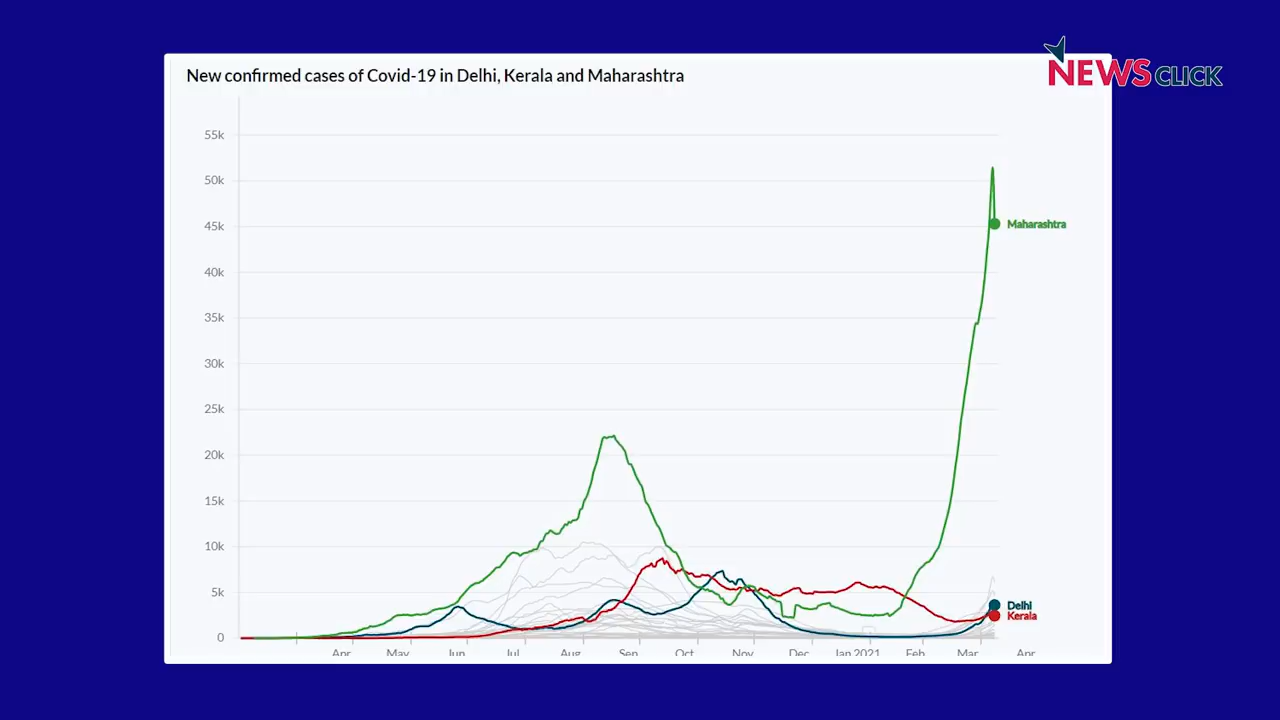 New confirmed cases of Covid-19 in Delhi, Kerala and Maharashtra
NEWSCLICK
55k
50k
45k
40k
35k
30k
25k
20k
15k
10k
5k
0
Maharashtra
Delhi
Kerala
Apr May Jun Jul Aug Sep Oct Nov Dec Jan 2021 Feb Mar Apr